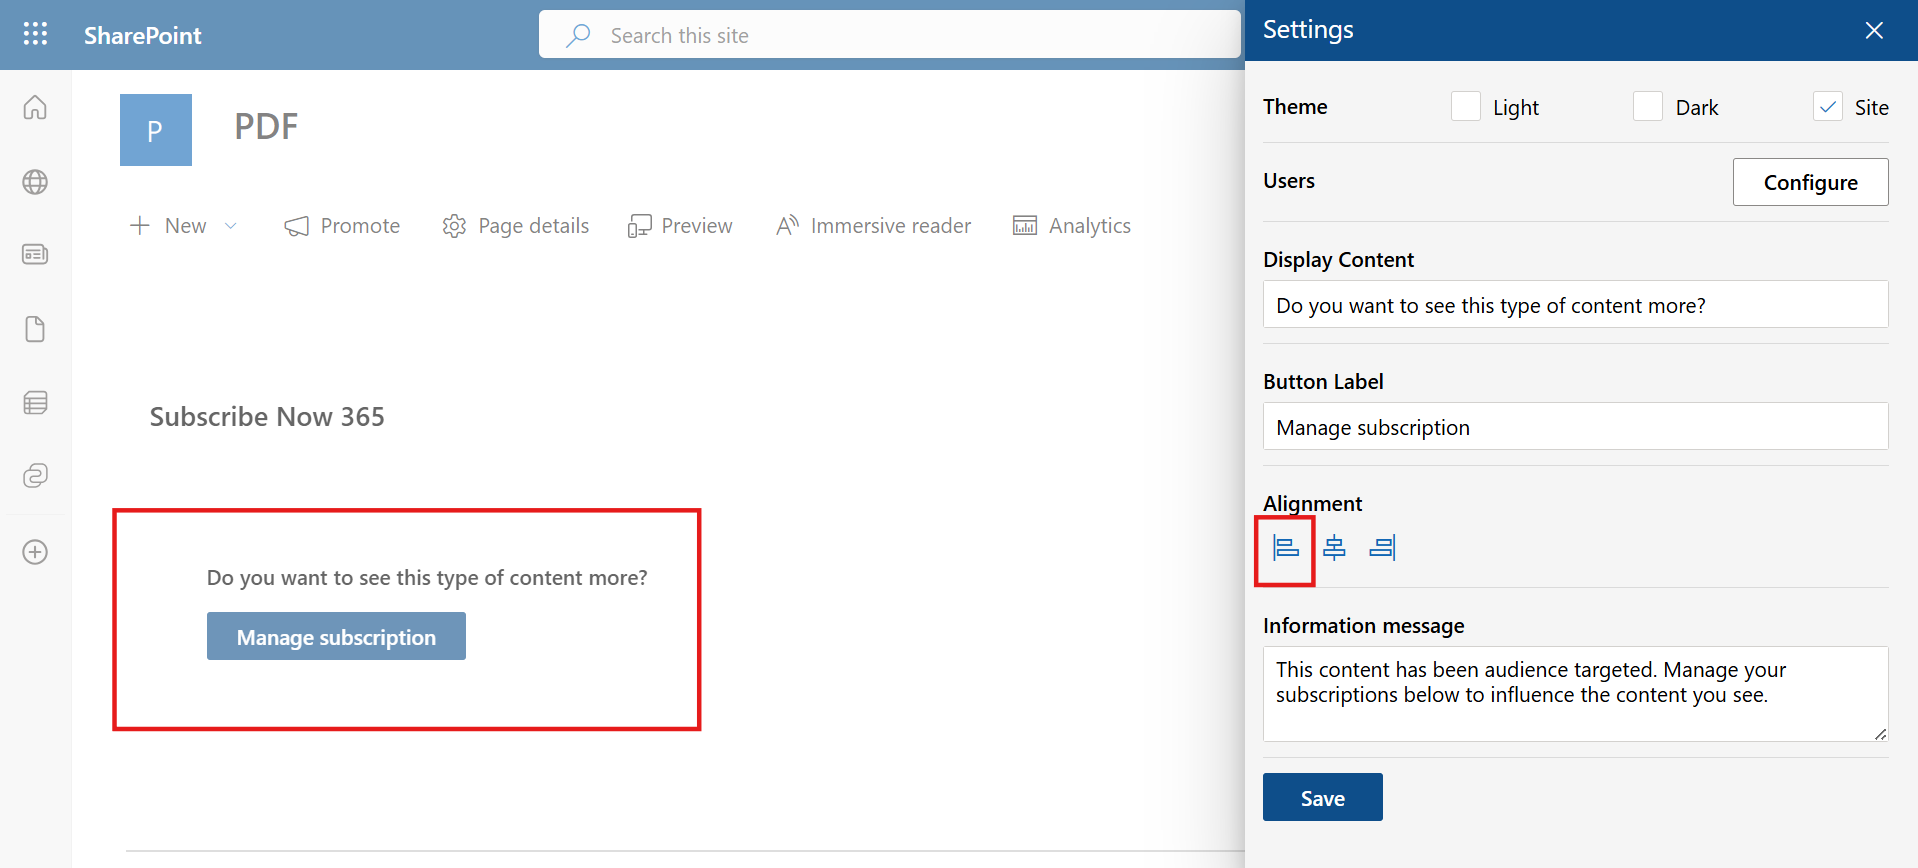 SharePoint
Search this site
P
PDF
New
Promote
Page details
Preview
Immersive reader
Analytics
Subscribe Now 365
Do you want to see this type of content more?
Manage subscription
Settings
Theme
Light
Dark
Site
Users
Configure
Display Content
Do you want to see this type of content more?
Button Label
Manage subscription
Alignment
Information message
This content has been audience targeted. Manage your
subscriptions below to influence the content you see.
Save